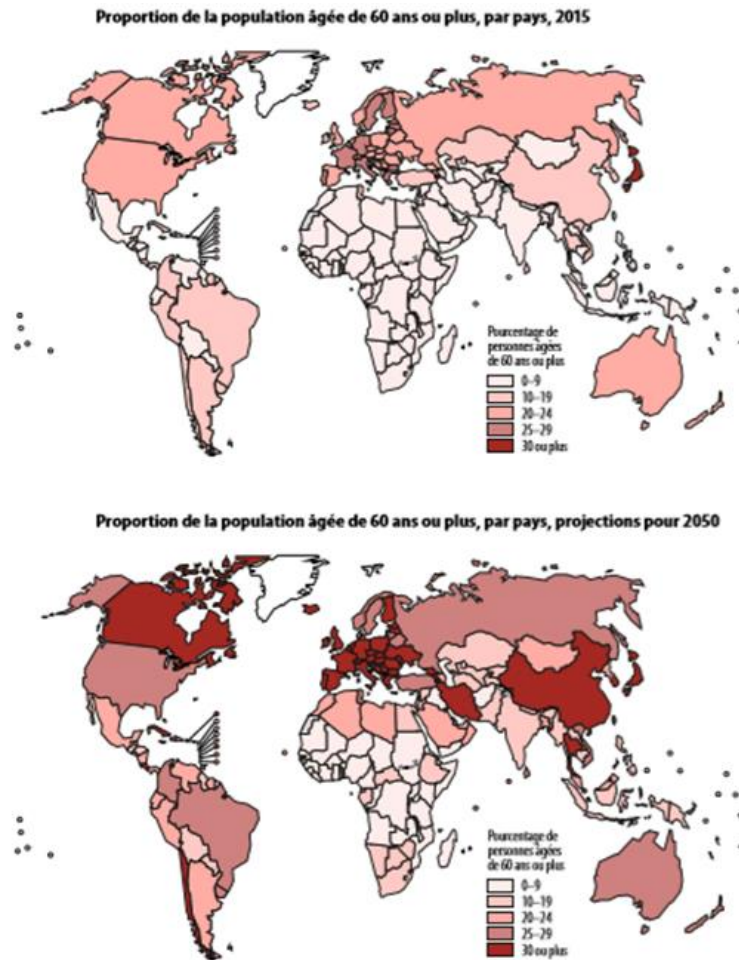 Proportion de la population âgée de 60 ans ou plus, par pays, 2015
Pourcentage de
personnes âgées
de 60 ans ou plus
0–9
10–19
20–24
25–29
30 ou plus
Proportion de la population âgée de 60 ans ou plus, par pays, projections pour 2050
Pourcentage de
personnes âgées
de 60 ans ou plus
0–9
10–19
20–24
25–29
30 ou plus